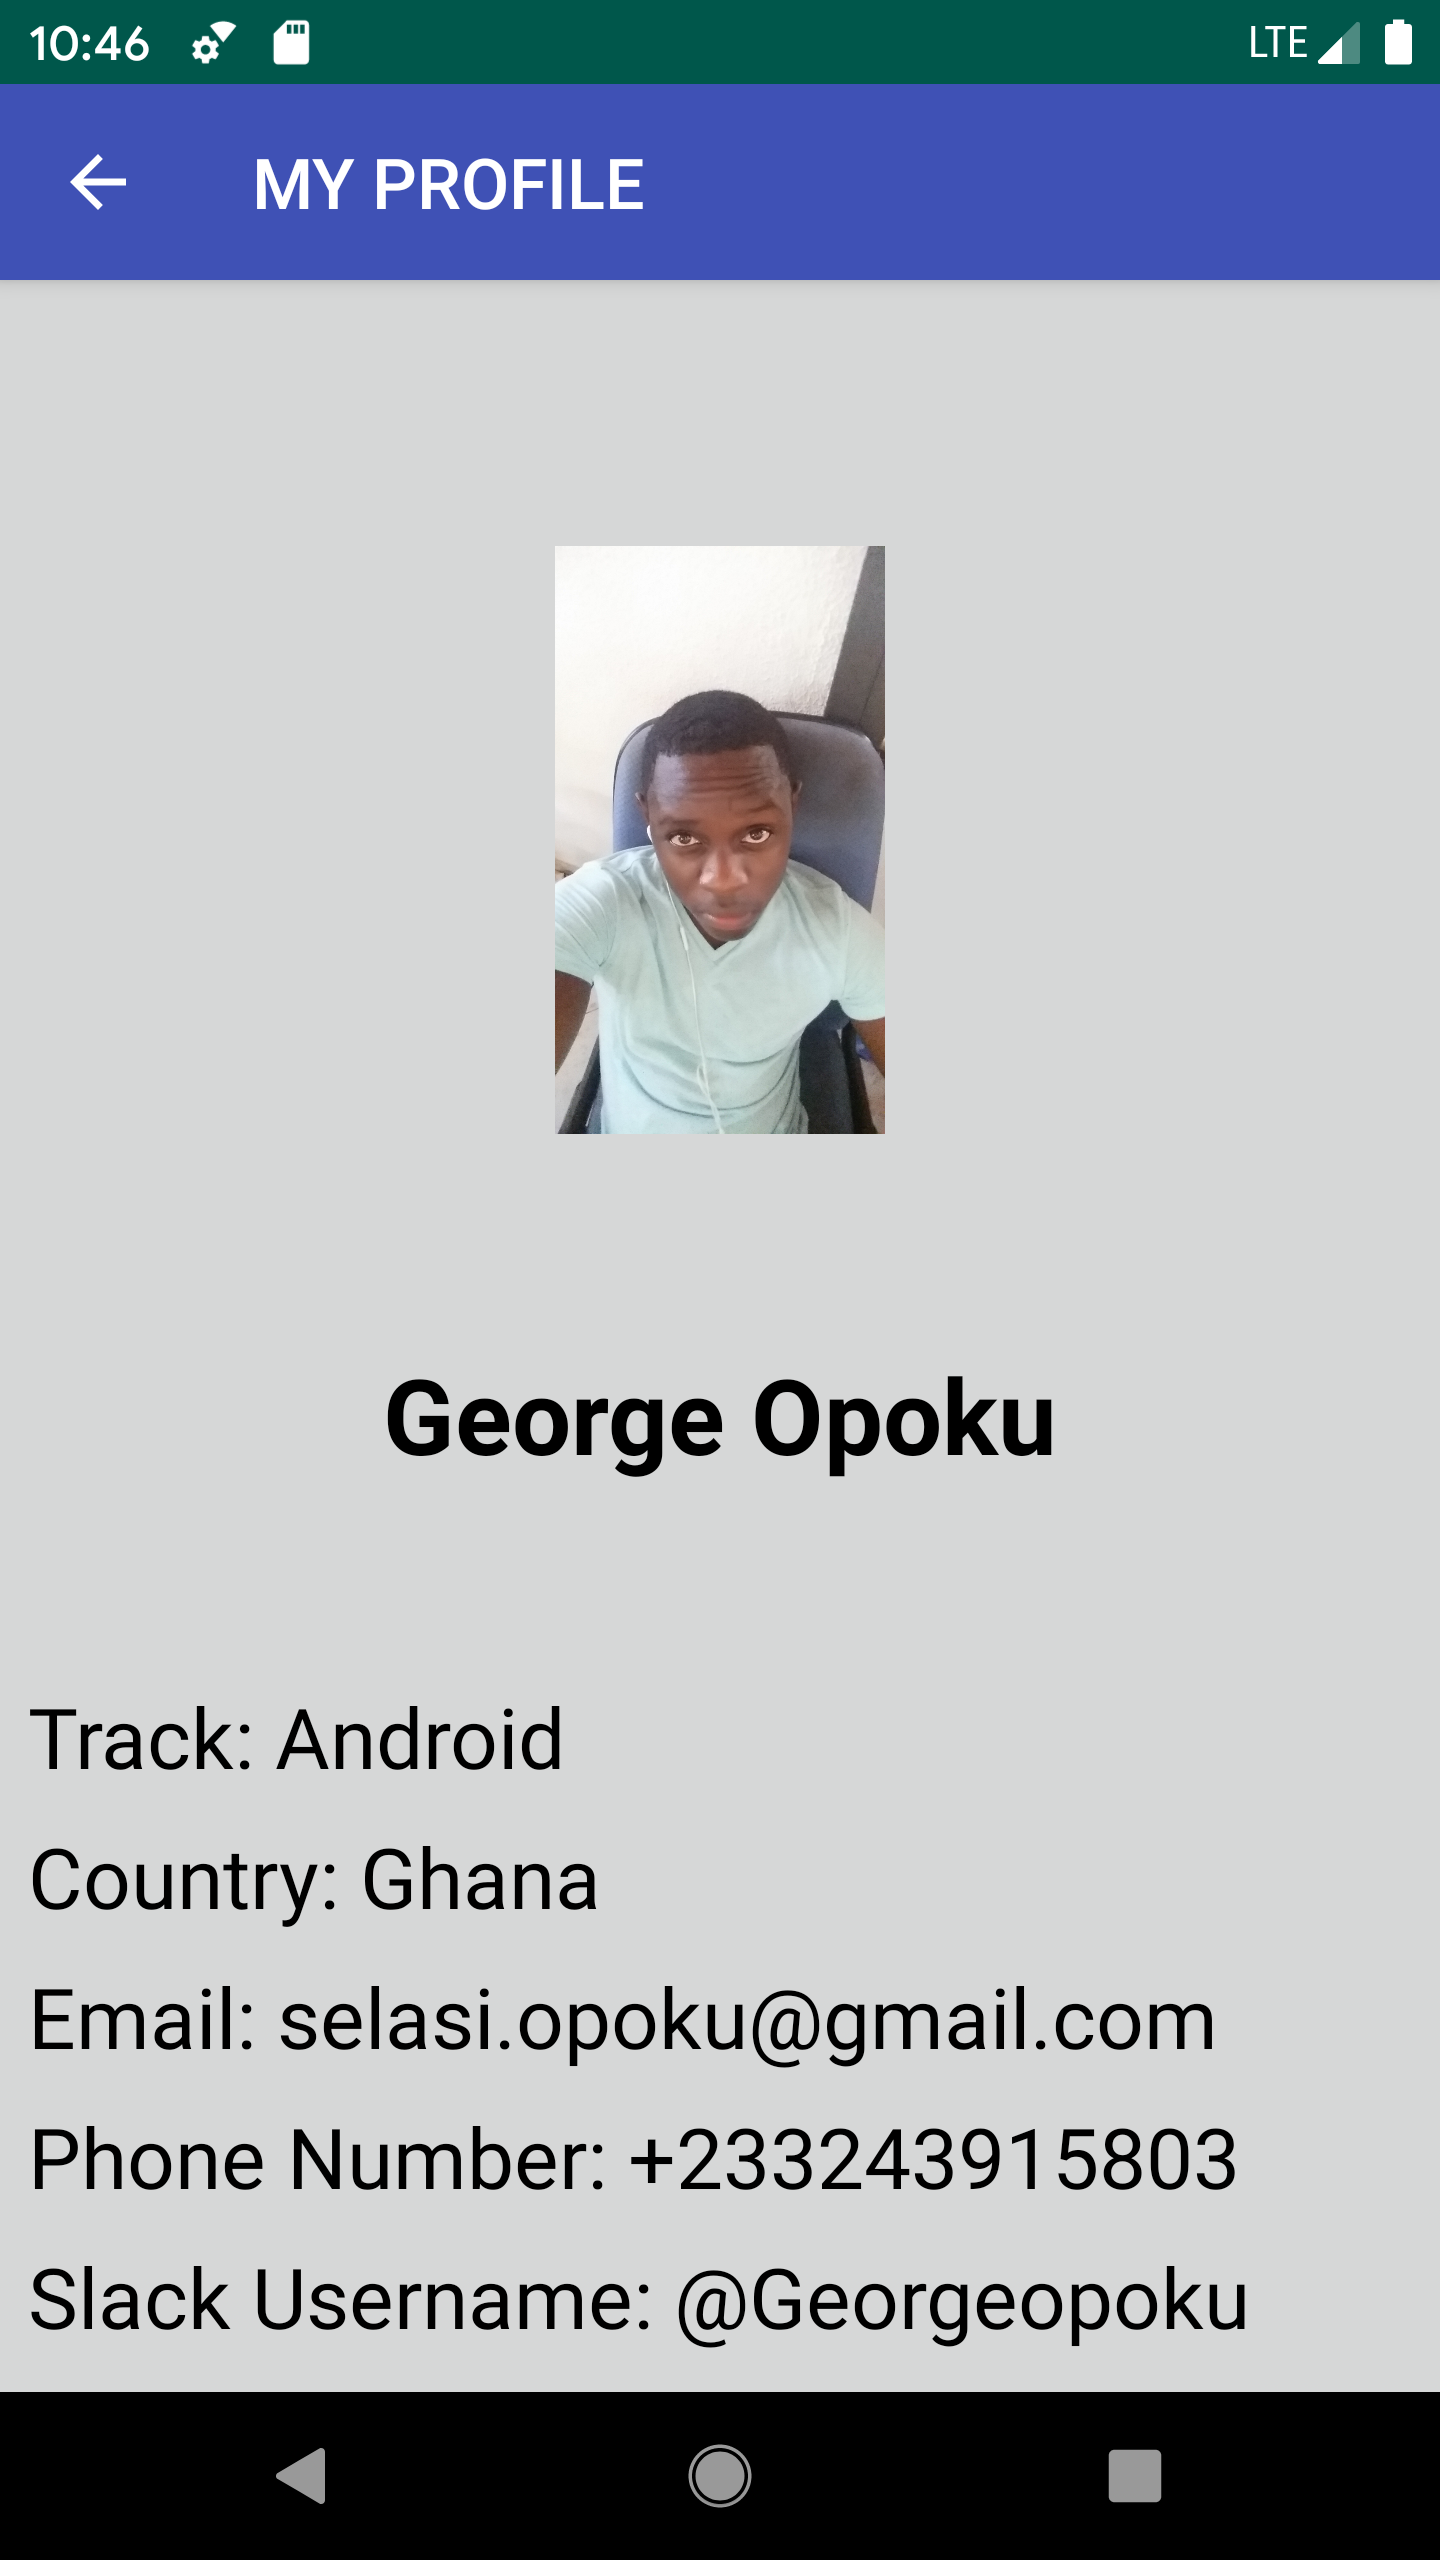 10:46 LTE
MY PROFILE
George Opoku
Track: Android
Country: Ghana
Email: selasi.opoku@gmail.com
Phone Number: +233243915803
Slack Username: @Georgeopoku